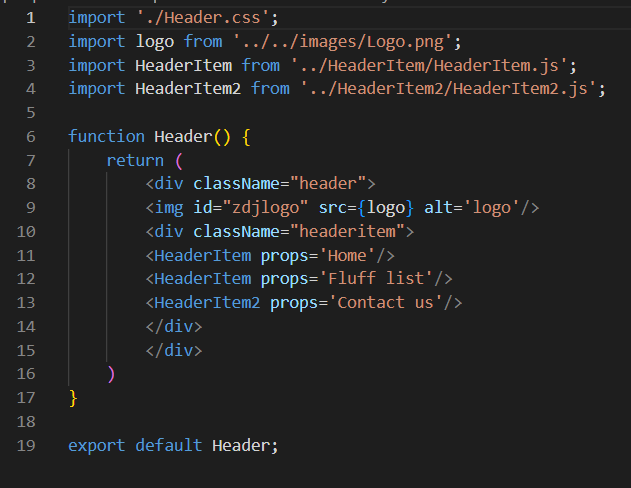 1 import './Header.css';
2 import logo from '../../images/Logo.png';
3 import HeaderItem from '../HeaderItem/HeaderItem.js';
4 import HeaderItem2 from '../HeaderItem2/HeaderItem2.js';
5
6 function Header() {
7     return (
8         <div className="header">
9         <img id="zdjlogo" src={logo} alt='logo'/>
10         <div className="headeritem">
11         <HeaderItem props='Home'/>
12         <HeaderItem props='Fluff list'/>
13         <HeaderItem2 props='Contact us'/>
14         </div>
15         </div>
16     )
17 }
18
19 export default Header;